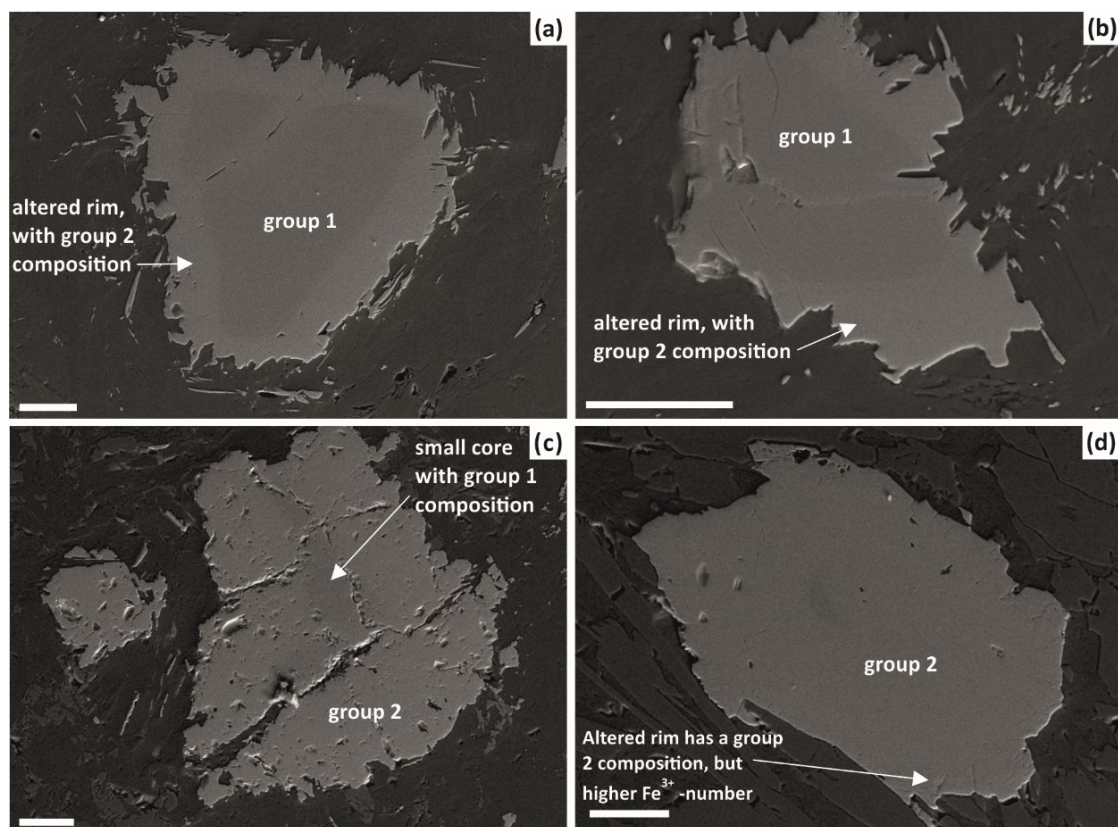 (a)
group 1
altered rim,
with group 2
composition
(b)
group 1
altered rim, with
group 2 composition
(c)
small core
with group 1
composition
group 2
(d)
group 2
Altered rim has a group
2 composition, but
higher Fe³⁺-number